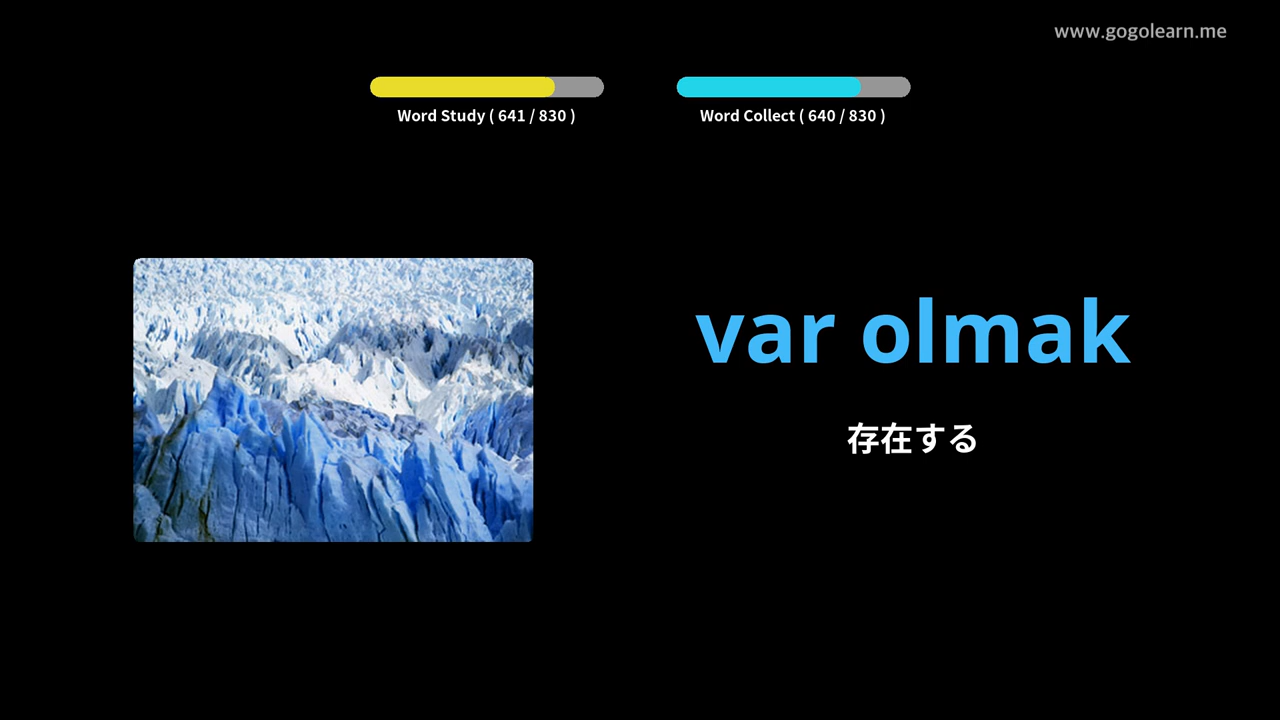 www.gogolearn.me
Word Study ( 641 / 830 )
Word Collect ( 640 / 830 )
var olmak
存在する